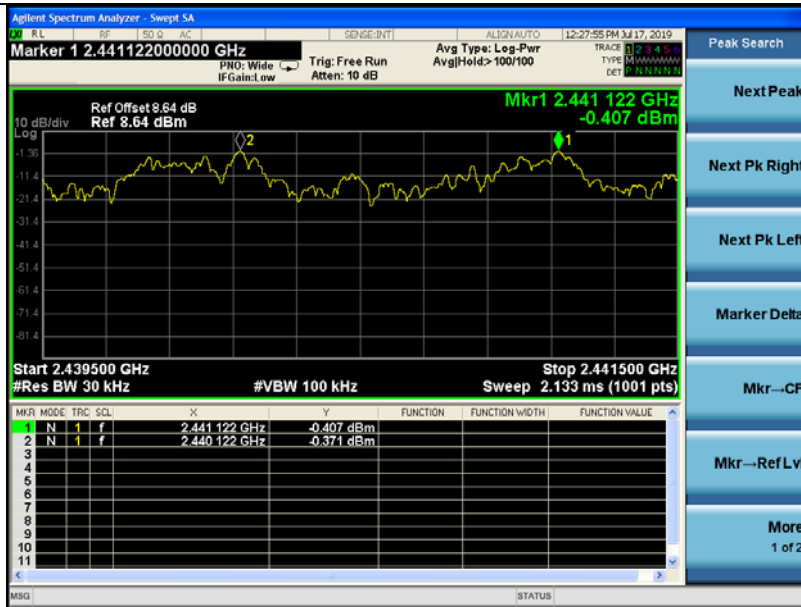 Agilent Spectrum Analyzer - Swept SA
RL RF 50 Ω AC SENSE:INT ALIGNAUTO 12:27:55 PM Jul 17, 2019
Marker 1 2.441122000000 GHz
PNO: Wide
IFGain:Low
Trig: Free Run
Atten: 10 dB
Avg Type: Log-Pwr
Avg|Hold:>100/100
TRACE 1 2 3 4 5 6
TYPE M
DET P N N N N N
Peak Search
Next Peak
Next Pk Right
Next Pk Left
Marker Delta
Mkr→CF
Mkr→Ref Lvl
More
1 of 2
Mkr1 2.441 122 GHz
-0.407 dBm
Ref Offset 8.64 dB
10 dB/div Ref 8.64 dBm
Log
2
1
-1.36
-11.4
-21.4
-31.4
-41.4
-51.4
-61.4
-71.4
-81.4
Start 2.439500 GHz Stop 2.441500 GHz
#Res BW 30 kHz #VBW 100 kHz Sweep 2.133 ms (1001 pts)
MKR MODE TRC SCL X Y FUNCTION FUNCTION WIDTH FUNCTION VALUE
1 N 1 f 2.441 122 GHz -0.407 dBm
2 N 1 f 2.440 122 GHz -0.371 dBm
3
4
5
6
7
8
9
10
11
MSG STATUS